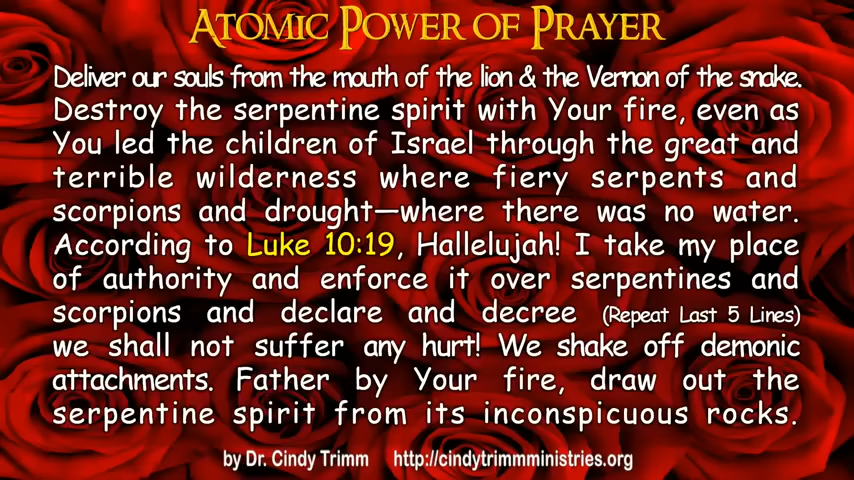 Atomic Power of Prayer
Deliver our souls from the mouth of the lion & the Vernon of the snake.
Destroy the serpentine spirit with Your fire, even as
You led the children of Israel through the great and
terrible wilderness where fiery serpents and
scorpions and drought—where there was no water.
According to Luke 10:19, Hallelujah! I take my place
of authority and enforce it over serpentines and
scorpions and declare and decree (Repeat Last 5 Lines)
we shall not suffer any hurt! We shake off demonic
attachments. Father by Your fire, draw out the
serpentine spirit from its inconspicuous rocks.
by Dr. Cindy Trimm http://cindytrimmministries.org